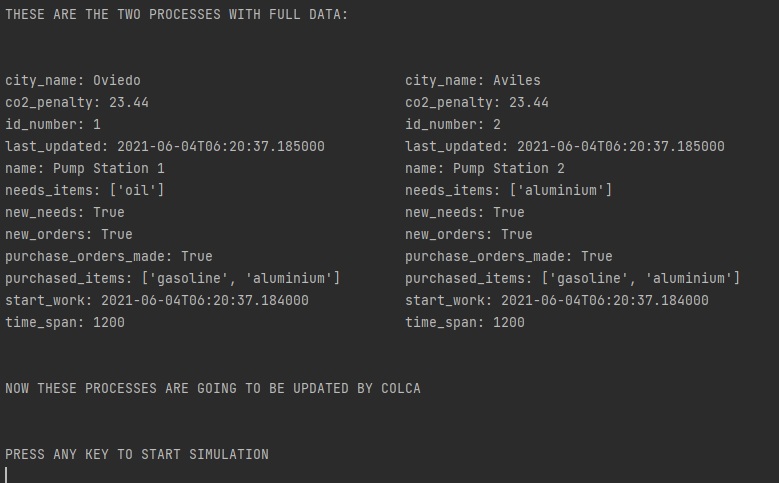 THESE ARE THE TWO PROCESSES WITH FULL DATA:
city_name: Oviedo city_name: Aviles
co2_penalty: 23.44 co2_penalty: 23.44
id_number: 1 id_number: 2
last_updated: 2021-06-04T06:20:37.185000 last_updated: 2021-06-04T06:20:37.185000
name: Pump Station 1 name: Pump Station 2
needs_items: ['oil'] needs_items: ['aluminium']
new_needs: True new_needs: True
new_orders: True new_orders: True
purchase_orders_made: True purchase_orders_made: True
purchased_items: ['gasoline', 'aluminium'] purchased_items: ['gasoline', 'aluminium']
start_work: 2021-06-04T06:20:37.184000 start_work: 2021-06-04T06:20:37.184000
time_span: 1200 time_span: 1200
NOW THESE PROCESSES ARE GOING TO BE UPDATED BY COLCA
PRESS ANY KEY TO START SIMULATION